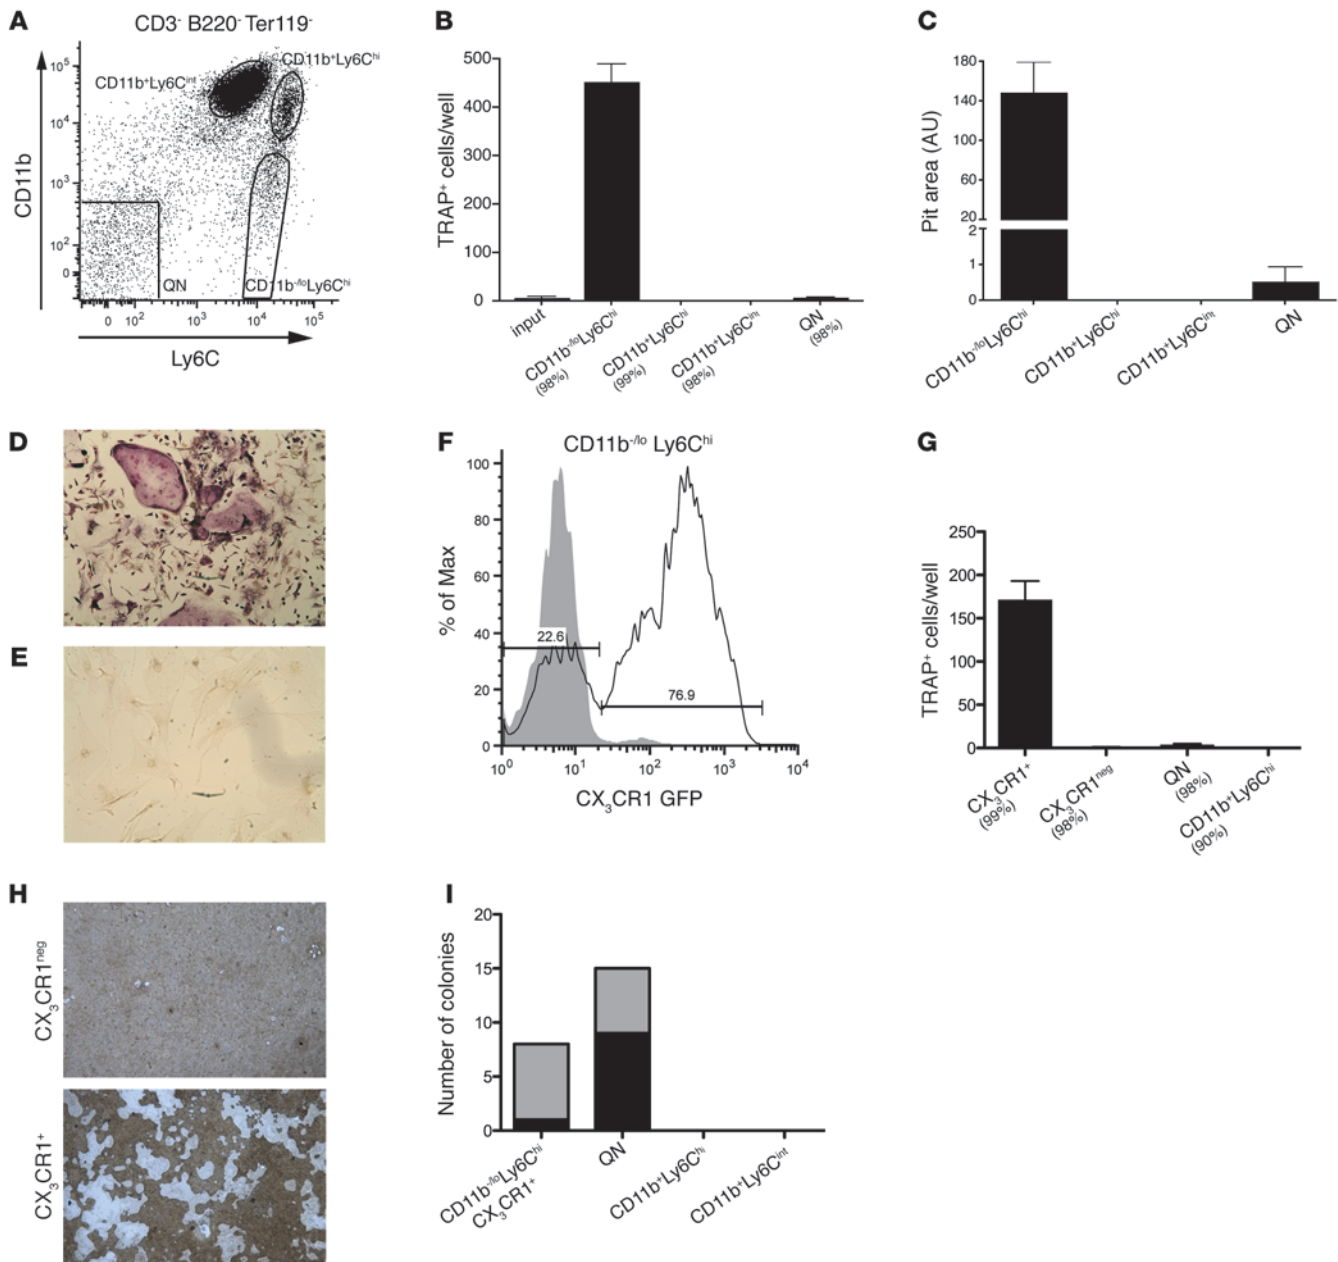 A
CD3⁻ B220⁻ Ter119⁻
CD11b⁺Ly6Cʰⁱ
CD11b⁺Ly6Cⁱⁿᵗ
10⁵
10⁴
10³
10²
0
CD11b
QN
CD11b⁻/ˡᵒLy6Cʰⁱ
0 10² 10³ 10⁴ 10⁵
Ly6C
B
500
400
300
200
100
0
TRAP⁺ cells/well
input
CD11b⁻/ˡᵒLy6Cʰⁱ
(98%)
CD11b⁺Ly6Cʰⁱ
(99%)
CD11b⁺Ly6Cⁱⁿᵗ
(98%)
QN
(98%)
C
180
140
100
60
20
2
1
0
Pit area (AU)
CD11b⁻/ˡᵒLy6Cʰⁱ
CD11b⁺Ly6Cʰⁱ
CD11b⁺Ly6Cⁱⁿᵗ
QN
D
E
F
CD11b⁻/ˡᵒ Ly6Cʰⁱ
100
80
60
40
20
0
% of Max
22.6
76.9
10⁰ 10¹ 10² 10³ 10⁴
CX₃CR1 GFP
G
250
200
150
100
50
0
TRAP⁺ cells/well
CX₃CR1⁺
(99%)
CX₃CR1ⁿᵉᵍ
(98%)
QN
(98%)
CD11b⁺Ly6Cʰⁱ
(90%)
H
CX₃CR1ⁿᵉᵍ
CX₃CR1⁺
I
20
15
10
5
0
Number of colonies
CD11b⁻/ˡᵒLy6Cʰⁱ
CX₃CR1⁺
QN
CD11b⁺Ly6Cʰⁱ
CD11b⁺Ly6Cⁱⁿᵗ